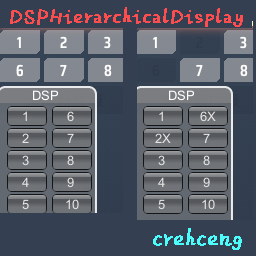 DSPHierarchicalDisplay
1 2 3 1 3
6 7 8 7 8
DSP DSP
1 6 1 6X
2 7 2X 7
3 8 3 8
4 9 4 9
5 10 5 10
crehceng